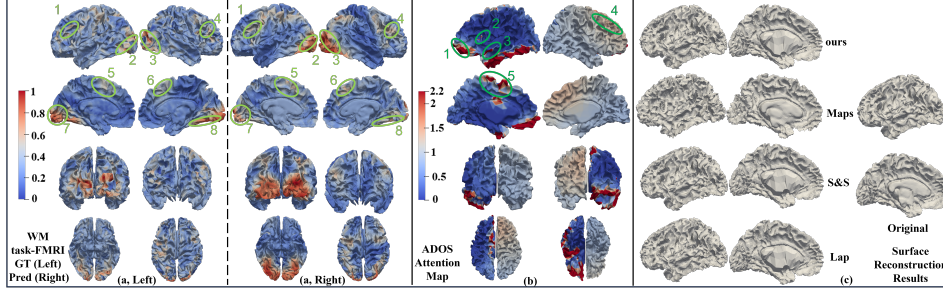 1
4
2
3
5
6
7
8
1
0.8
0.6
0.4
0.2
0
WM
task-FMRI
GT (Left)
Pred (Right)
(a, Left)
1
4
2
3
5
6
7
8
(a, Right)
1
2
3
4
5
2.2
2
1.5
1
0.5
0
ADOS
Attention
Map
(b)
ours
Maps
S&S
Lap
(c)
Original
Surface
Reconstruction
Results